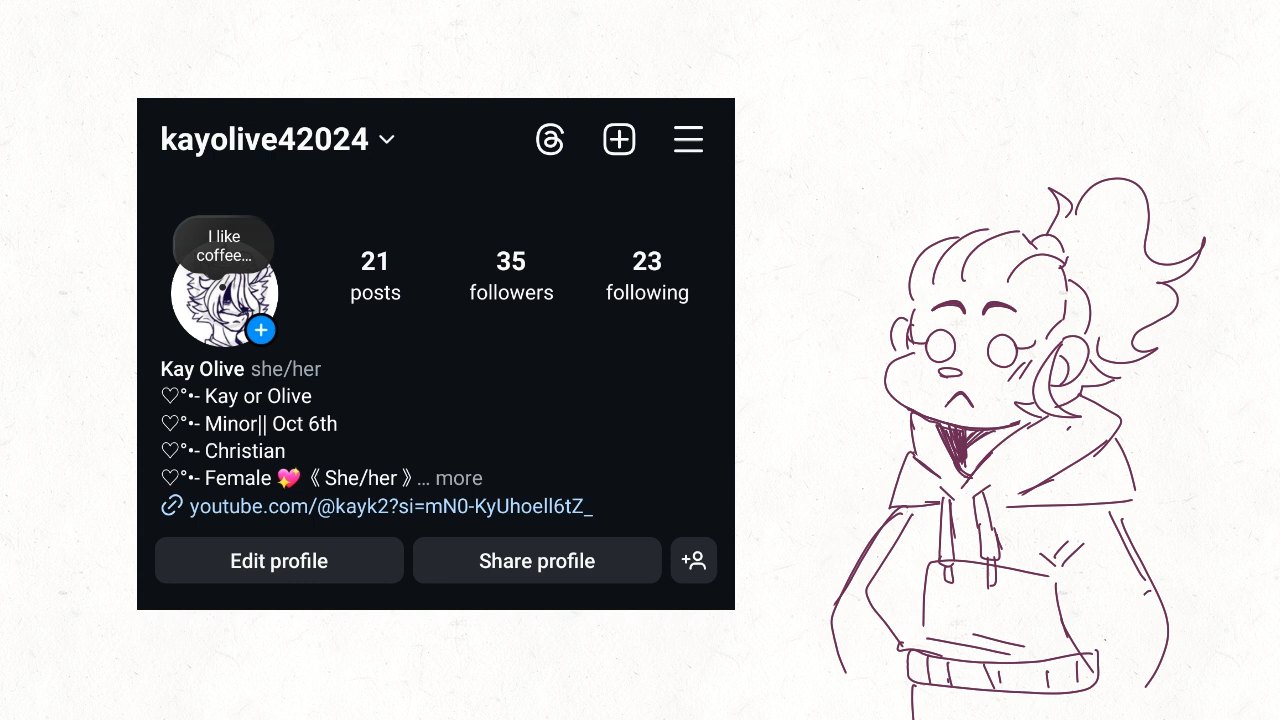 kayolive42024
I like
coffee...
21 35 23
posts followers following
Kay Olive she/her
♡°•- Kay or Olive
♡°•- Minor|| Oct 6th
♡°•- Christian
♡°•- Female 💖《 She/her 》... more
youtube.com/@kayk2?si=mN0-KyUhoell6tZ_
Edit profile Share profile